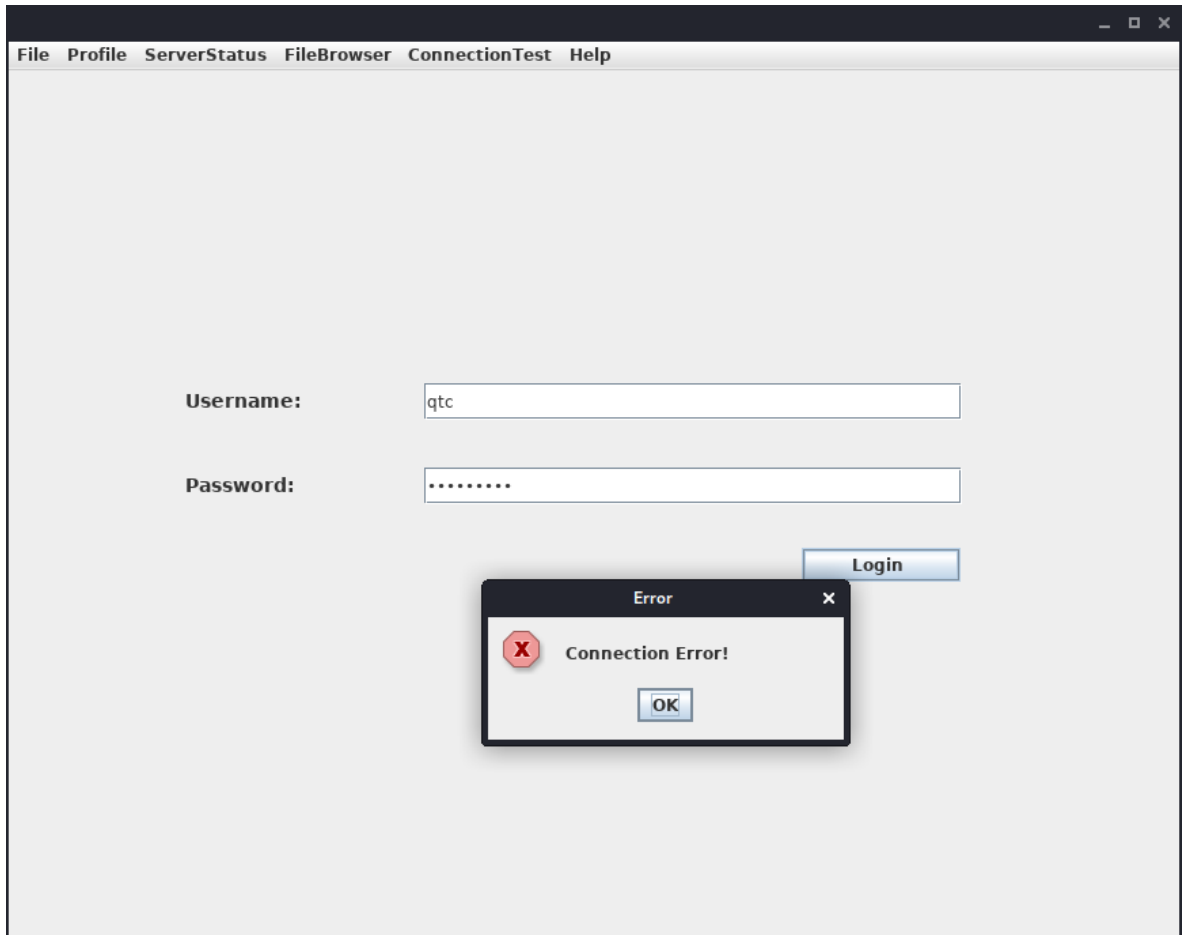 File Profile ServerStatus FileBrowser ConnectionTest Help
Username: qtc
Password: •••••••••
Login
Error
Connection Error!
OK